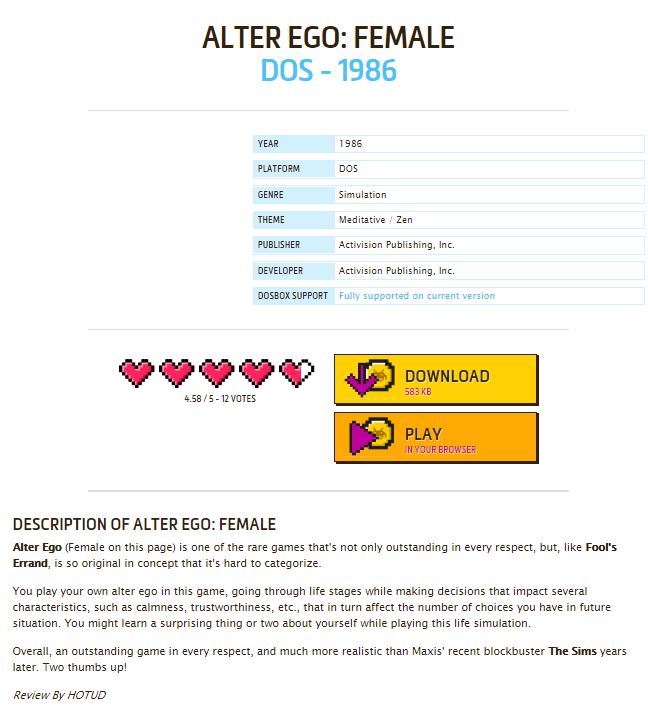 ALTER EGO: FEMALE
DOS - 1986
YEAR 1986
PLATFORM DOS
GENRE Simulation
THEME Meditative / Zen
PUBLISHER Activision Publishing, Inc.
DEVELOPER Activision Publishing, Inc.
DOSBOX SUPPORT Fully supported on current version
4.58 / 5 - 12 VOTES
DOWNLOAD
583 KB
PLAY
IN YOUR BROWSER
DESCRIPTION OF ALTER EGO: FEMALE
Alter Ego (Female on this page) is one of the rare games that's not only outstanding in every respect, but, like Fool's
Errand, is so original in concept that it's hard to categorize.
You play your own alter ego in this game, going through life stages while making decisions that impact several
characteristics, such as calmness, trustworthiness, etc., that in turn affect the number of choices you have in future
situation. You might learn a surprising thing or two about yourself while playing this life simulation.
Overall, an outstanding game in every respect, and much more realistic than Maxis' recent blockbuster The Sims years
later. Two thumbs up!
Review By HOTUD